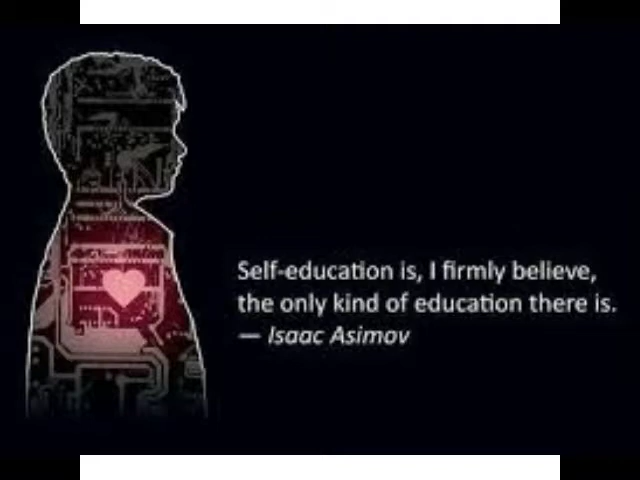 Self-education is, I firmly believe,
the only kind of education there is.
— Isaac Asimov